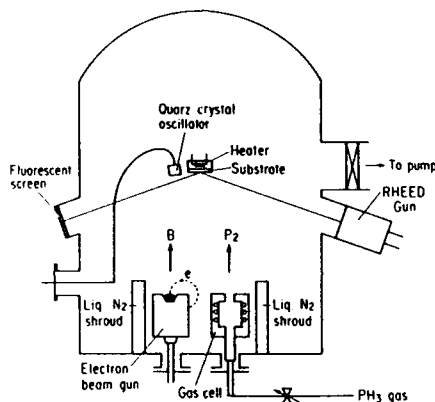 Quarz crystal
oscillator
Heater
Substrate
Fluorescent
screen
To pump
RHEED
Gun
B
P2
e
Liq N2
shroud
Liq N2
shroud
Electron
beam gun
Gas cell
PH3 gas